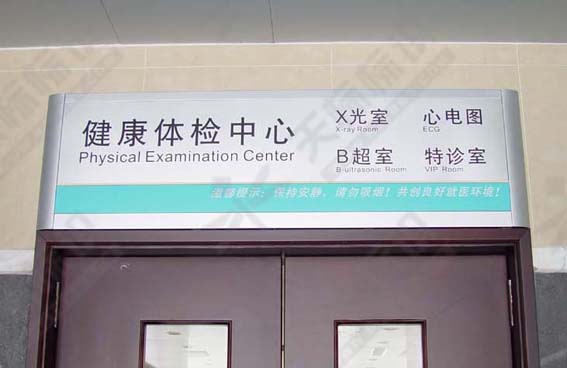 健康体检中心
Physical Examination Center
X光室
X-ray Room
心电图
ECG
B超室
B-ultrasonic Room
特诊室
VIP Room
温馨提示：保持安静，请勿吸烟！共创良好就医环境！